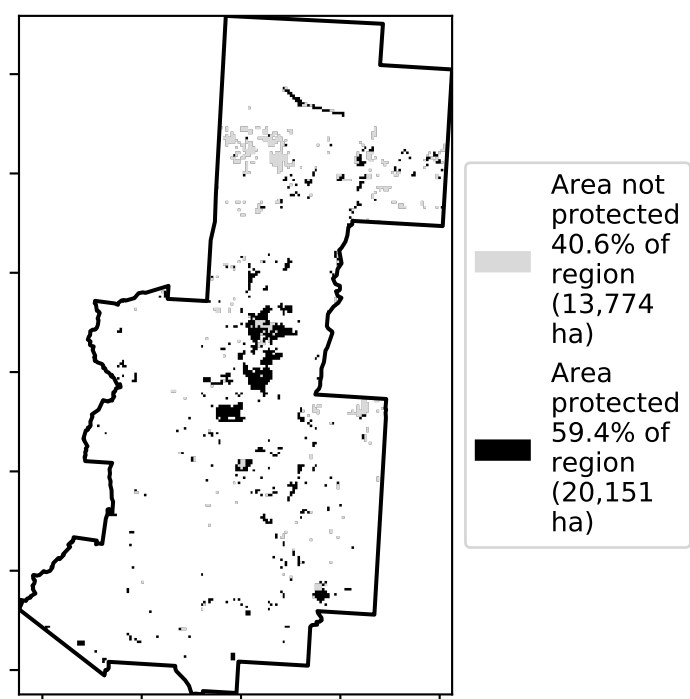 Area not
protected
40.6% of
region
(13,774
ha)
Area
protected
59.4% of
region
(20,151
ha)